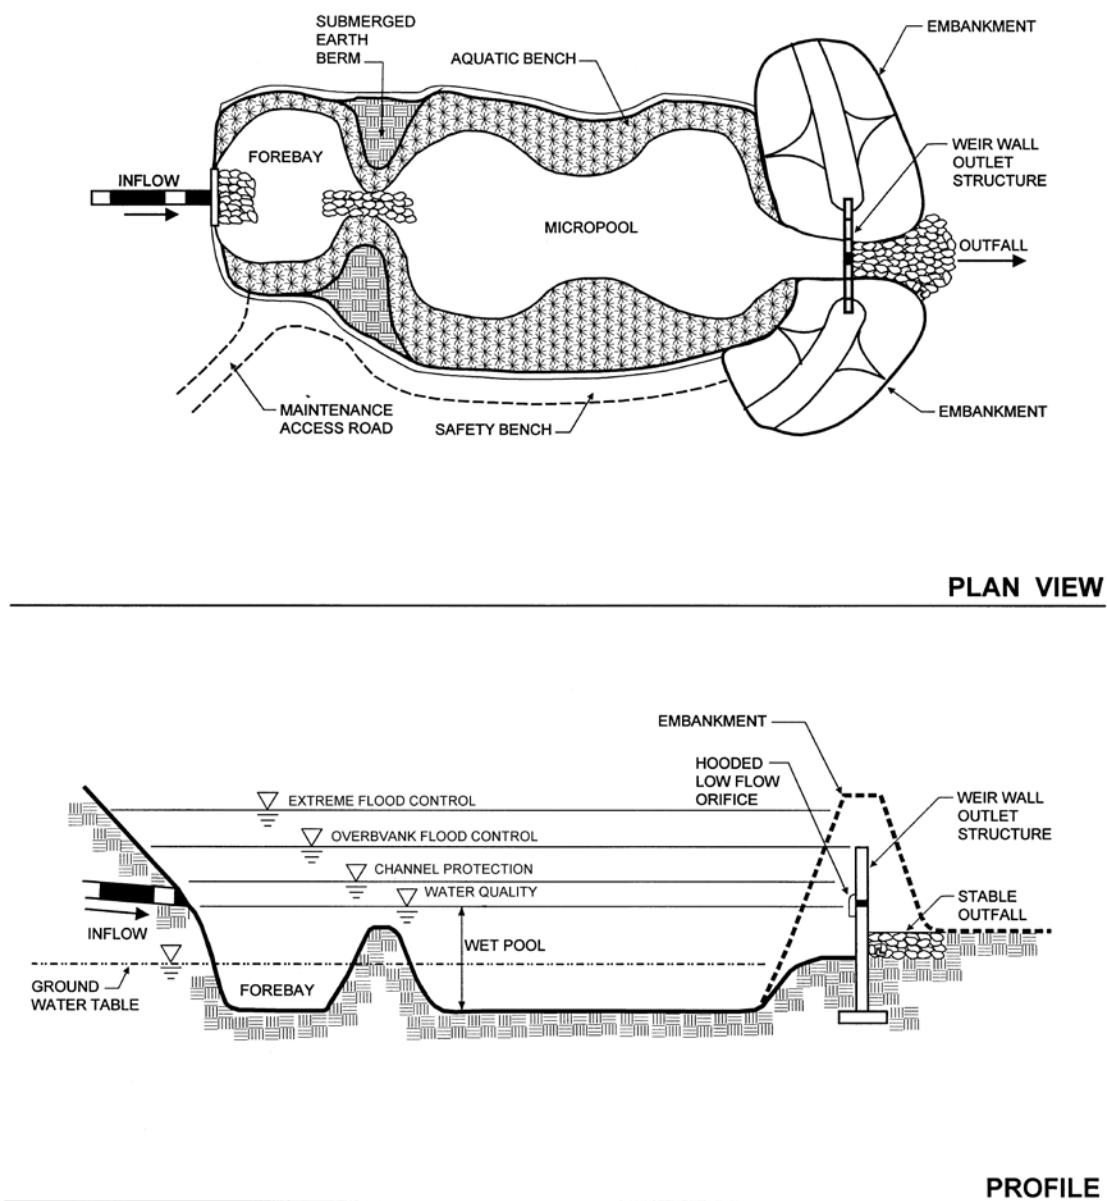 SUBMERGED
EARTH
BERM
AQUATIC BENCH
EMBANKMENT
FOREBAY
INFLOW
WEIR WALL
OUTLET
STRUCTURE
MICROPOOL
OUTFALL
MAINTENANCE
ACCESS ROAD
SAFETY BENCH
EMBANKMENT
PLAN VIEW
EMBANKMENT
HOODED
LOW FLOW
ORIFICE
EXTREME FLOOD CONTROL
WEIR WALL
OUTLET
STRUCTURE
OVERBVANK FLOOD CONTROL
CHANNEL PROTECTION
WATER QUALITY
STABLE
OUTFALL
INFLOW
WET POOL
GROUND
WATER TABLE
FOREBAY
PROFILE